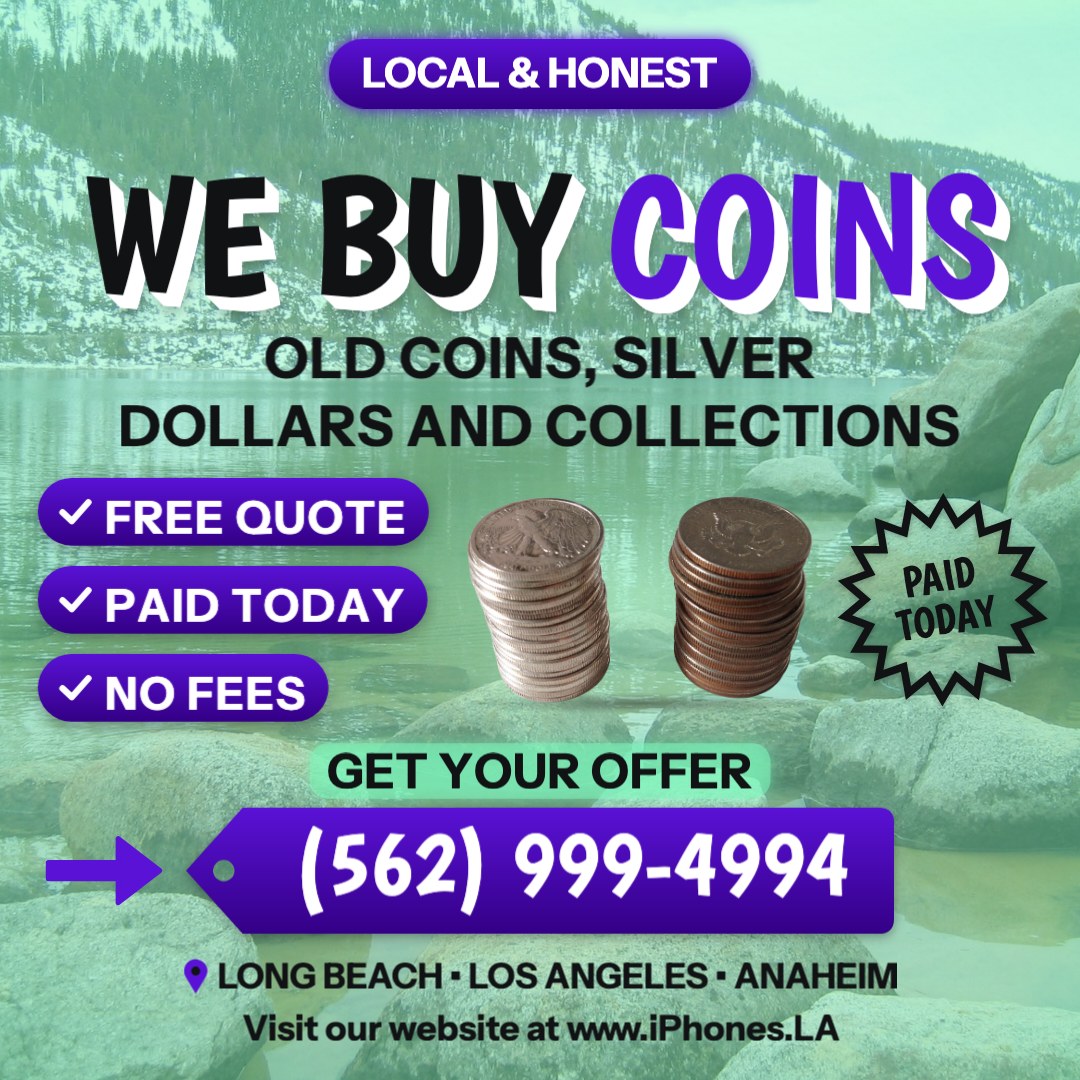 LOCAL & HONEST
WE BUY COINS
OLD COINS, SILVER
DOLLARS AND COLLECTIONS
FREE QUOTE
PAID TODAY
NO FEES
PAID
TODAY
GET YOUR OFFER
(562) 999-4994
LONG BEACH ▪ LOS ANGELES ▪ ANAHEIM
Visit our website at www.iPhones.LA